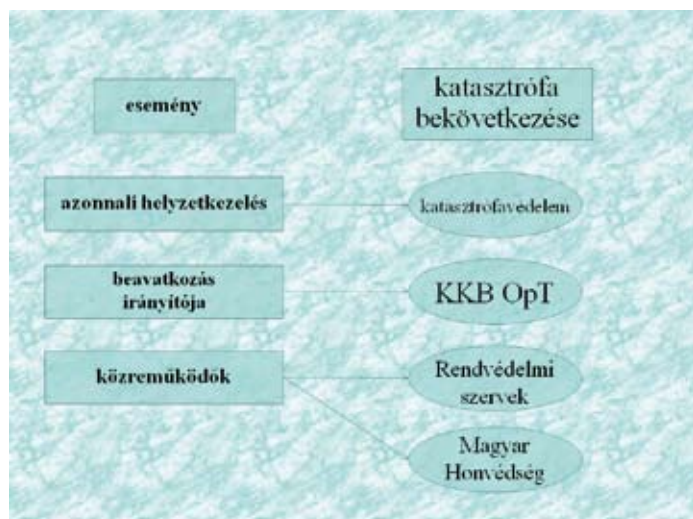 esemény
katasztrófa
bekövetkezése
azonnali helyzetkezelés
katasztrófavédelem
beavatkozás
irányítója
KKB OpT
közreműködők
Rendvédelmi
szervek
Magyar
Honvédség